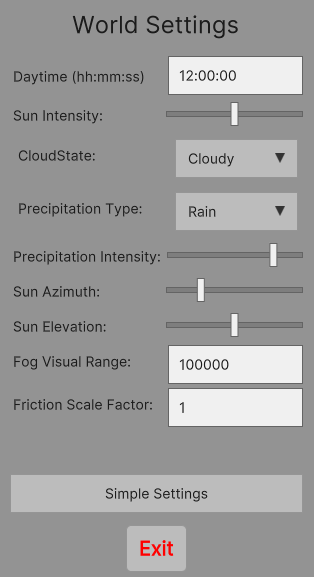 World Settings
Daytime (hh:mm:ss) 12:00:00
Sun Intensity:
CloudState: Cloudy
Precipitation Type: Rain
Precipitation Intensity:
Sun Azimuth:
Sun Elevation:
Fog Visual Range: 100000
Friction Scale Factor: 1
Simple Settings
Exit